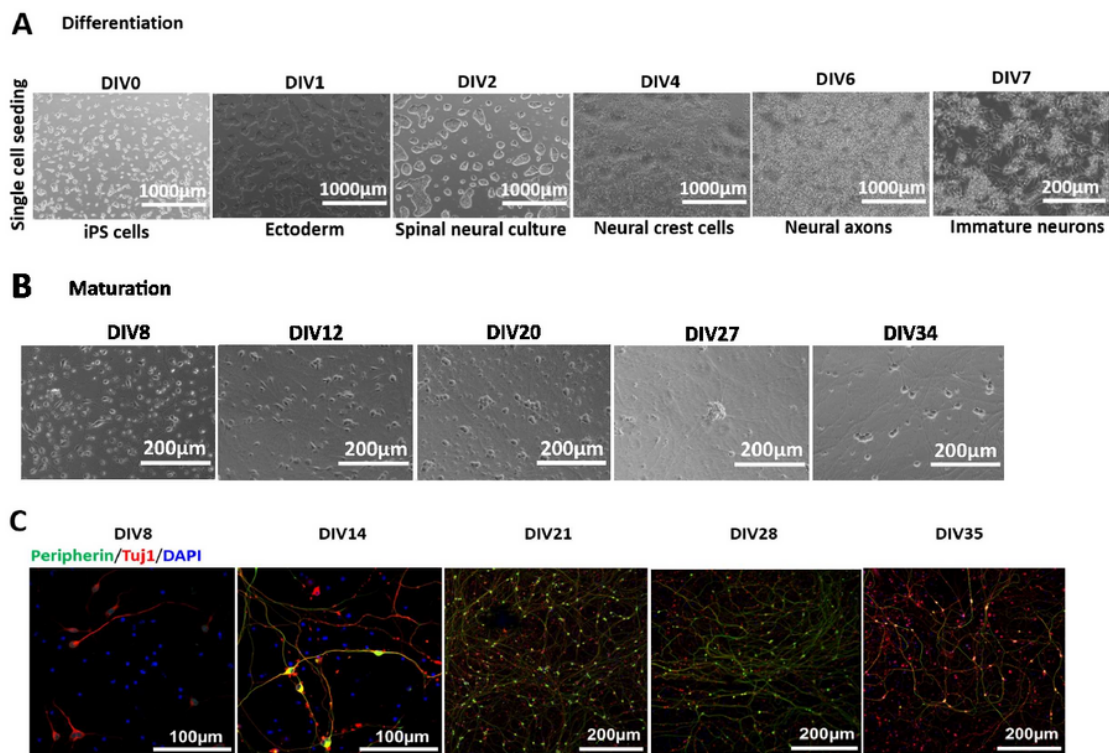 A Differentiation
DIV0 DIV1 DIV2 DIV4 DIV6 DIV7
Single cell seeding
1000µm 1000µm 1000µm 1000µm 1000µm 200µm
iPS cells Ectoderm Spinal neural culture Neural crest cells Neural axons Immature neurons
B Maturation
DIV8 DIV12 DIV20 DIV27 DIV34
200µm 200µm 200µm 200µm 200µm
C
DIV8 DIV14 DIV21 DIV28 DIV35
Peripherin/Tuj1/DAPI
100µm 100µm 200µm 200µm 200µm